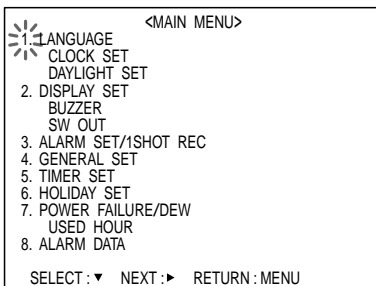 <MAIN MENU>
1. LANGUAGE
CLOCK SET
DAYLIGHT SET
2. DISPLAY SET
BUZZER
SW OUT
3. ALARM SET/1SHOT REC
4. GENERAL SET
5. TIMER SET
6. HOLIDAY SET
7. POWER FAILURE/DEW
USED HOUR
8. ALARM DATA
SELECT : ▼ NEXT : ▶ RETURN : MENU